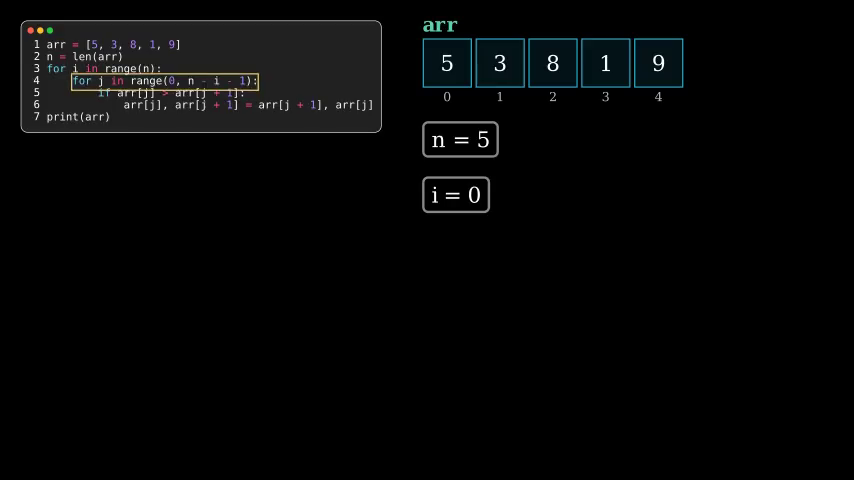 1 arr = [5, 3, 8, 1, 9]
2 n = len(arr)
3 for i in range(n):
4     for j in range(0, n - i - 1):
5         if arr[j] > arr[j + 1]:
6             arr[j], arr[j + 1] = arr[j + 1], arr[j]
7 print(arr)
arr
5 3 8 1 9
0 1 2 3 4
n = 5
i = 0